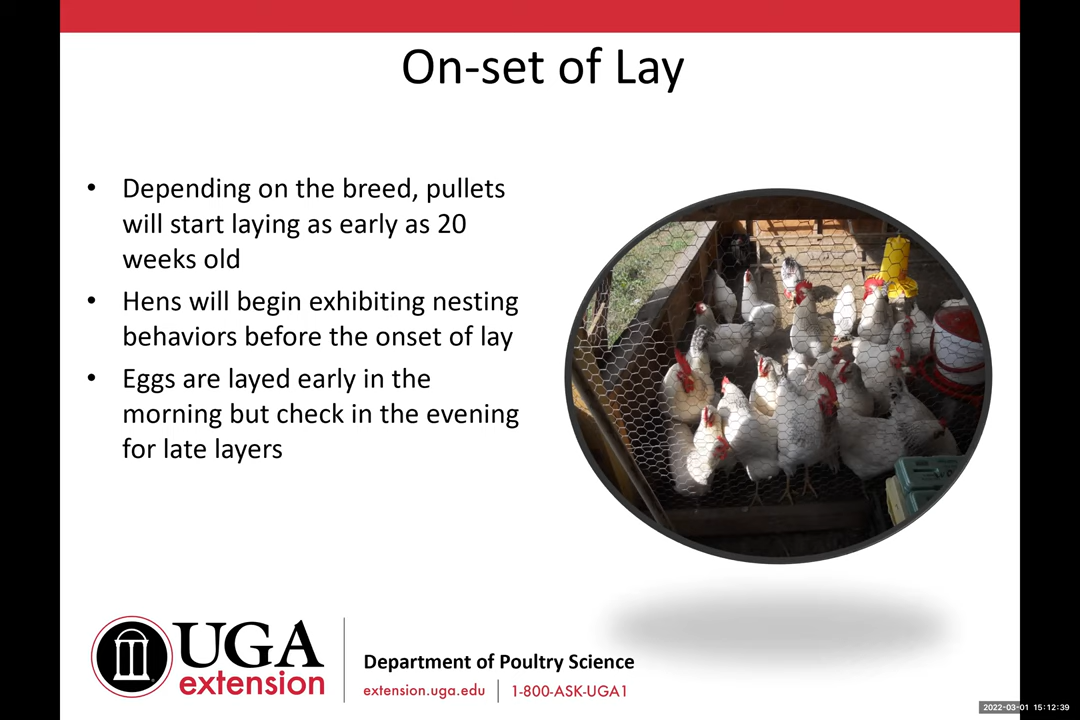 On-set of Lay
• Depending on the breed, pullets
will start laying as early as 20
weeks old
• Hens will begin exhibiting nesting
behaviors before the onset of lay
• Eggs are layed early in the
morning but check in the evening
for late layers
UGA
extension
Department of Poultry Science
extension.uga.edu | 1-800-ASK-UGA1
2022-03-01 15:12:39